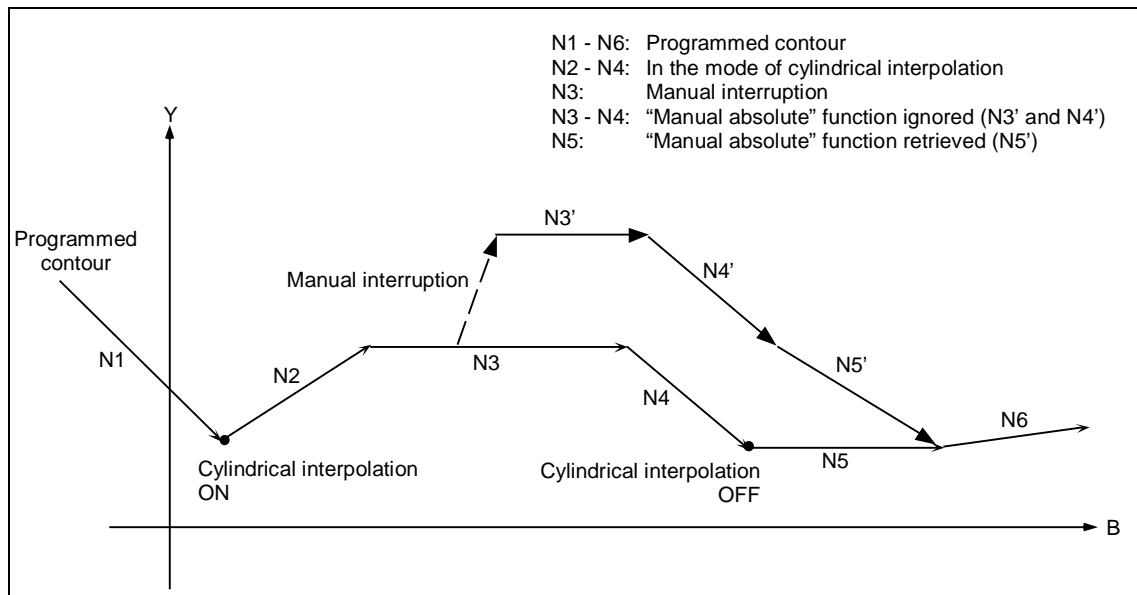 N1 - N6: Programmed contour
N2 - N4: In the mode of cylindrical interpolation
N3: Manual interruption
N3 - N4: “Manual absolute” function ignored (N3’ and N4’)
N5: “Manual absolute” function retrieved (N5’)
Y
Programmed
contour
N1
N2
Manual interruption
N3’
N3
N4’
N4
N5’
N5
N6
Cylindrical interpolation
ON
Cylindrical interpolation
OFF
B